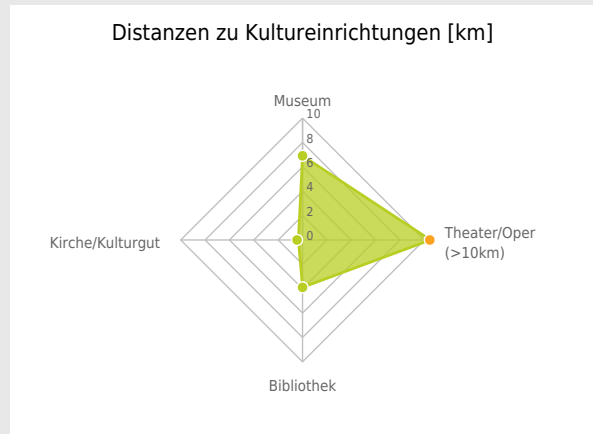 Distanzen zu Kultureinrichtungen [km]
Museum
10
8
6
4
2
0
Kirche/Kulturgut
Theater/Oper
(>10km)
Bibliothek